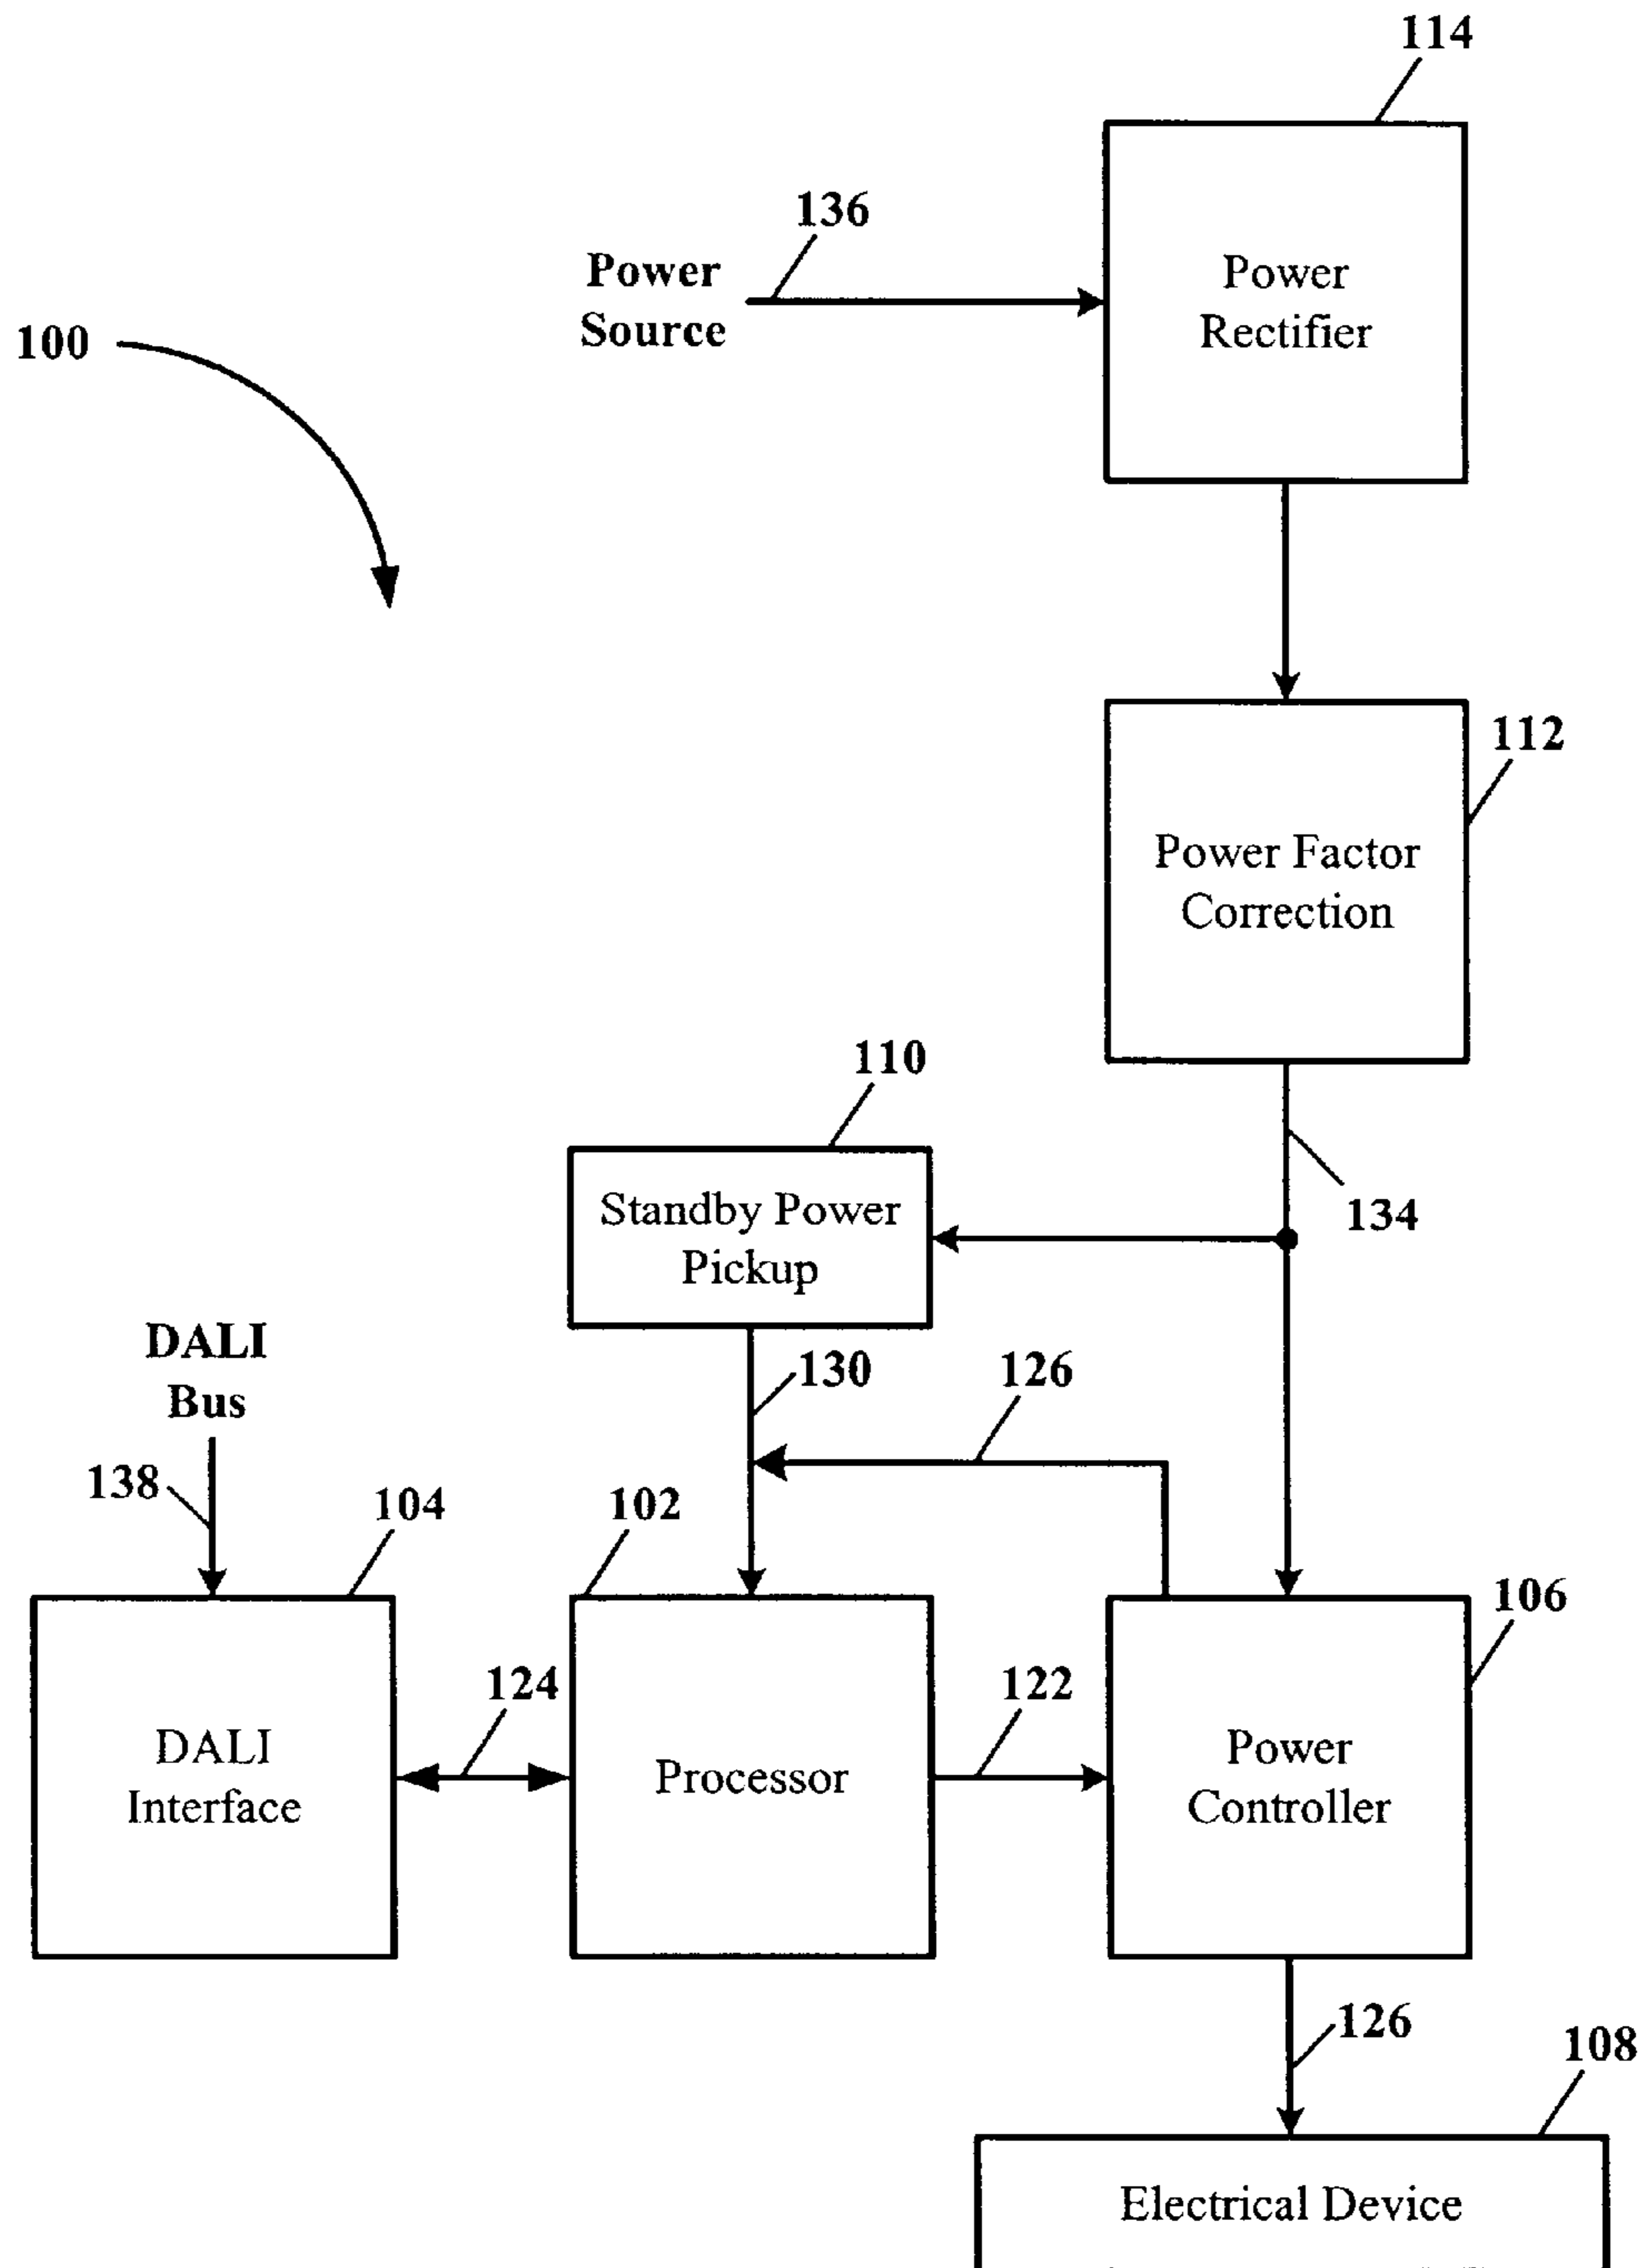 114
136
Power
Source
Power
Rectifier
100
112
Power Factor
Correction
110
Standby Power
Pickup
134
DALI
Bus
130
126
138
104
102
106
124
122
DALI
Interface
Processor
Power
Controller
126
108
Electrical Device